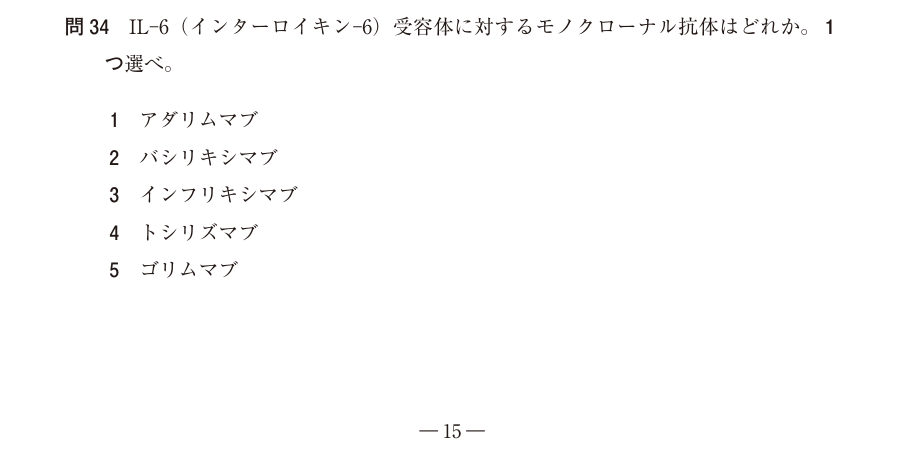 問 34　IL-6（インターロイキン-6）受容体に対するモノクローナル抗体はどれか。1
つ選べ。
1　アダリムマブ
2　バシリキシマブ
3　インフリキシマブ
4　トシリズマブ
5　ゴリムマブ
— 15 —